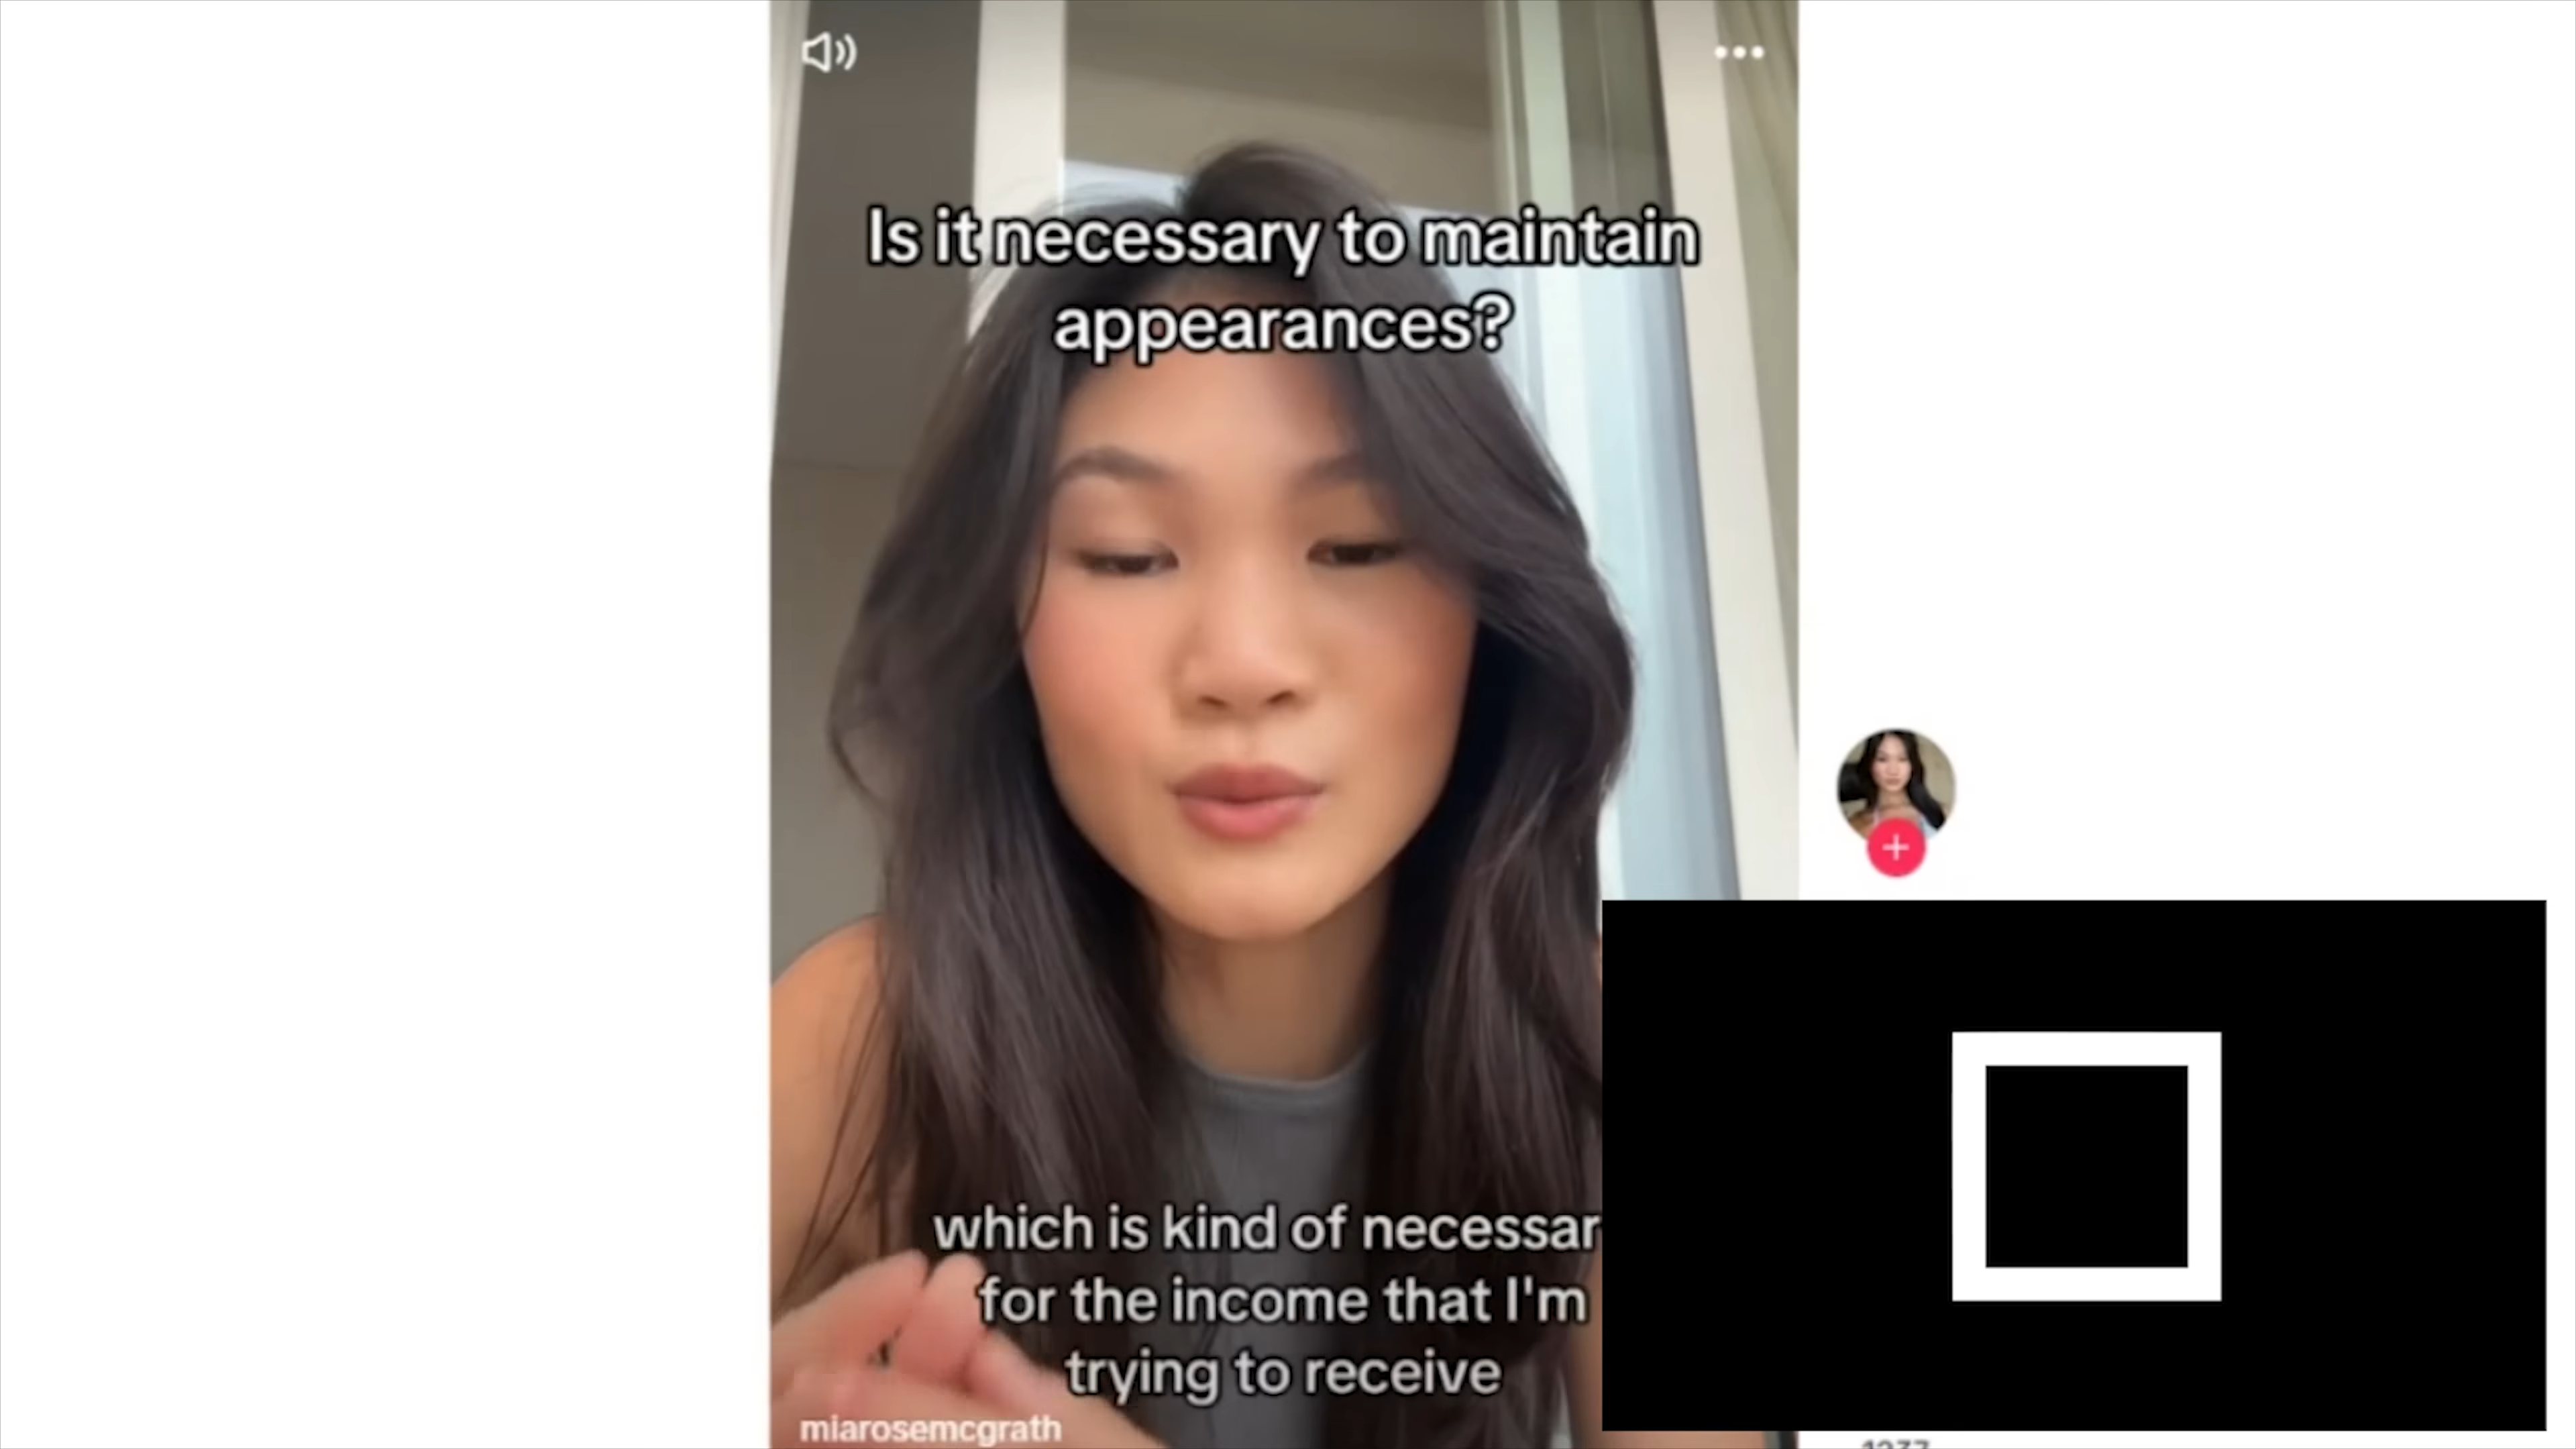 Is it necessary to maintain
appearances?
which is kind of necessar
for the income that I'm
trying to receive
miarosemcgrath